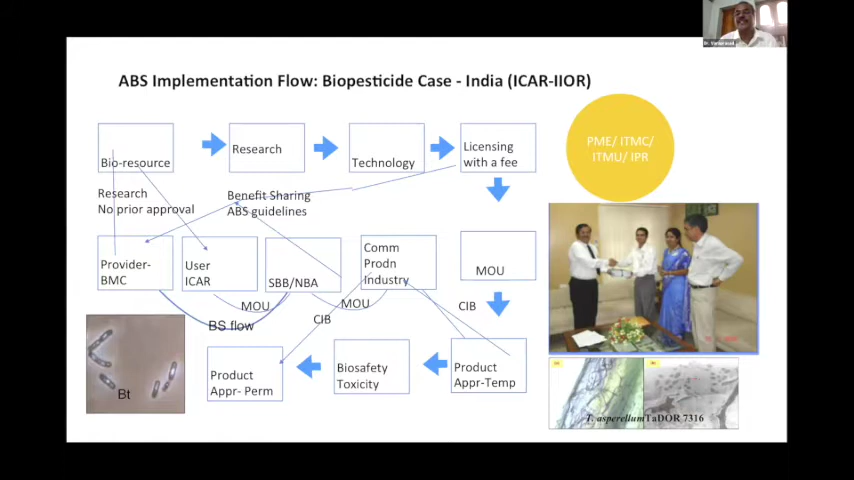 ABS Implementation Flow: Biopesticide Case - India (ICAR-IIOR)
PME/ ITMC/
ITMU/ IPR
Bio-resource
Research
Technology
Licensing
with a fee
Research
No prior approval
Benefit Sharing
ABS guidelines
Provider-
BMC
User
ICAR
SBB/NBA
Comm
Prodn
Industry
MOU
MOU
MOU
CIB
CIB
BS flow
Bt
Product
Appr- Perm
Biosafety
Toxicity
Product
Appr-Temp
T. asperellumTaDOR 7316